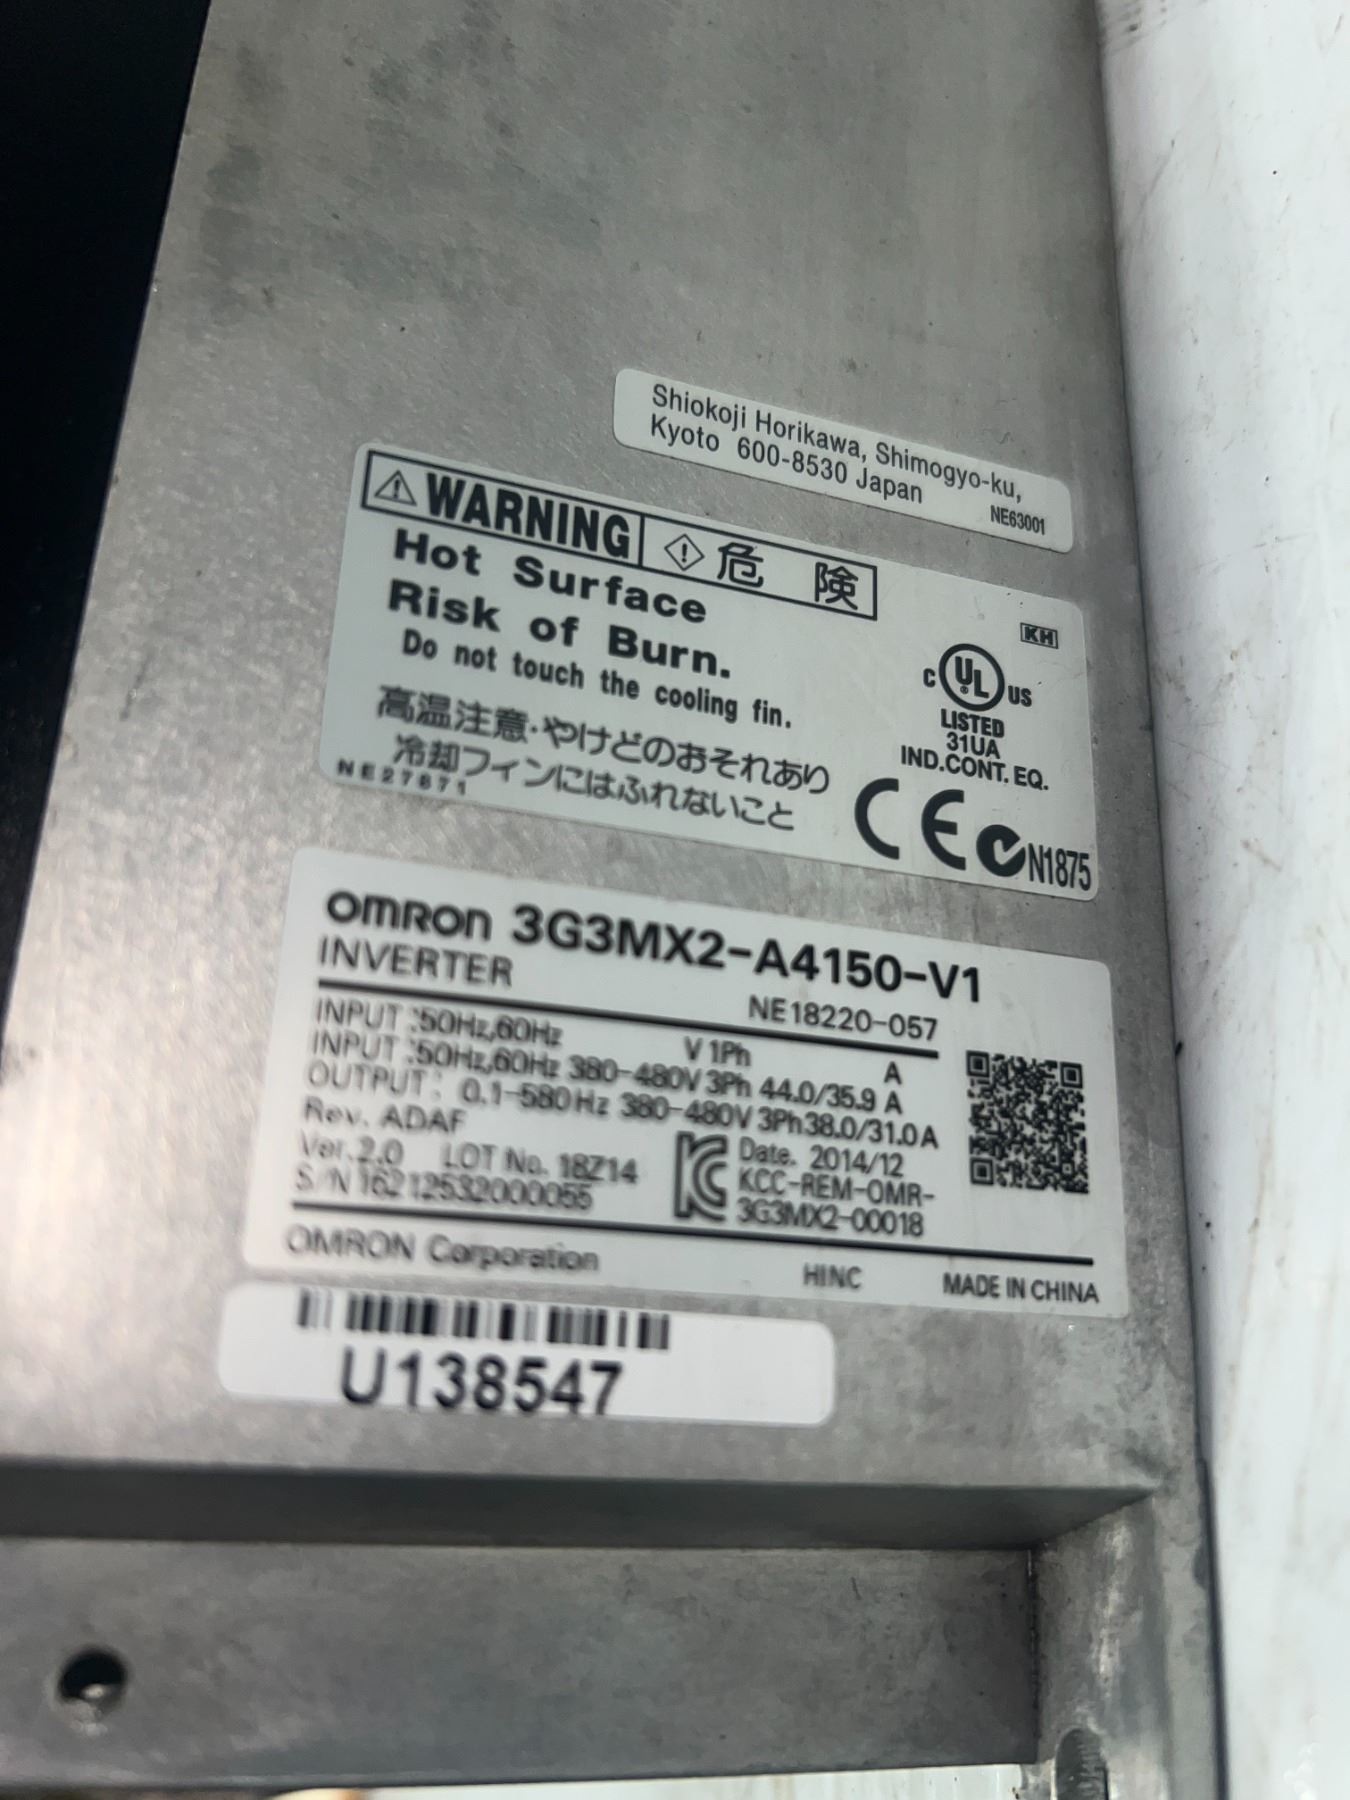 Shiokoji Horikawa, Shimogyo-ku,
Kyoto 600-8530 Japan
NE63001
WARNING
危 険
Hot Surface
Risk of Burn.
Do not touch the cooling fin.
高温注意・やけどのおそれあり
冷却フィンにはふれないこと
NE27671
KH
C UL US
LISTED
31UA
IND.CONT.EQ.
CE N1875
OMRON 3G3MX2-A4150-V1
INVERTER
NE18220-057
INPUT :50Hz,60Hz V 1Ph A
INPUT :50Hz,60Hz 380-480V 3Ph 44.0/35.9 A
OUTPUT: 0.1-580Hz 380-480V 3Ph 38.0/31.0 A
Rev. ADAF
Ver.2.0 LOT No. 18Z14
S/N 16212532000055
Date. 2014/12
KCC-REM-OMR-
3G3MX2-00018
OMRON Corporation HINC MADE IN CHINA
U138547